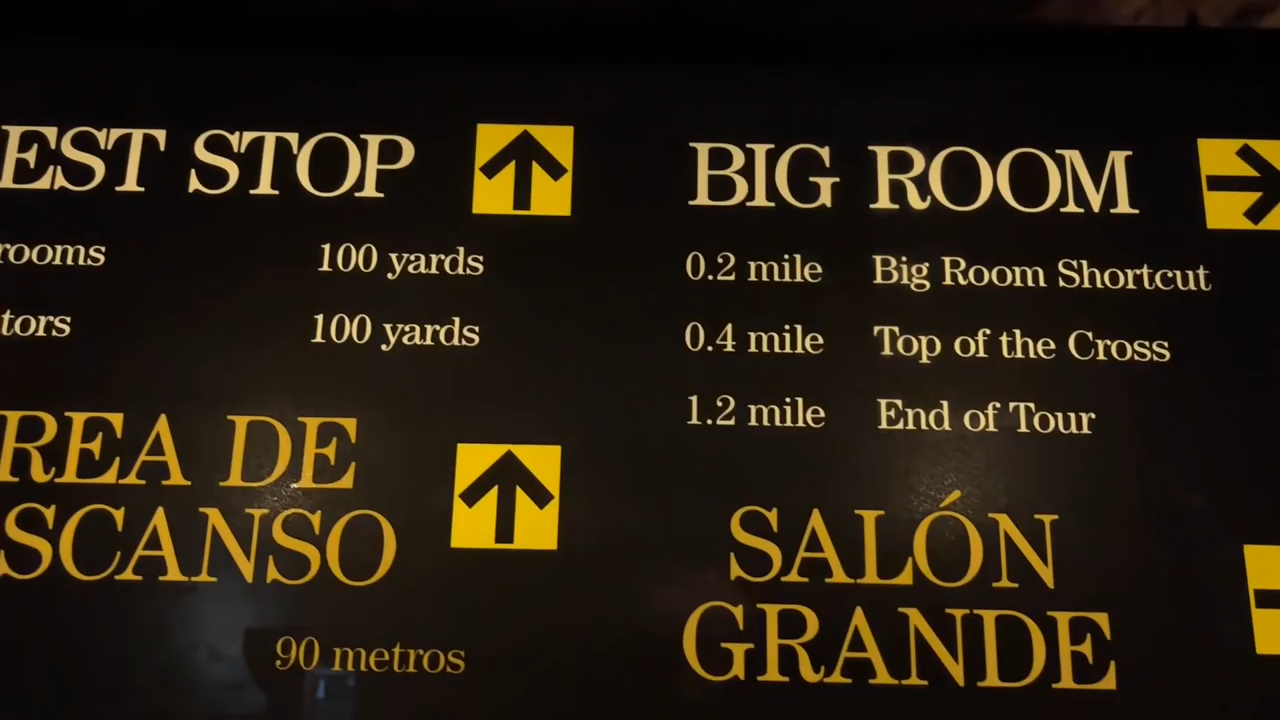 EST STOP
rooms 100 yards
tors 100 yards
REA DE
SCANSO
90 metros
BIG ROOM
0.2 mile Big Room Shortcut
0.4 mile Top of the Cross
1.2 mile End of Tour
SALÓN
GRANDE